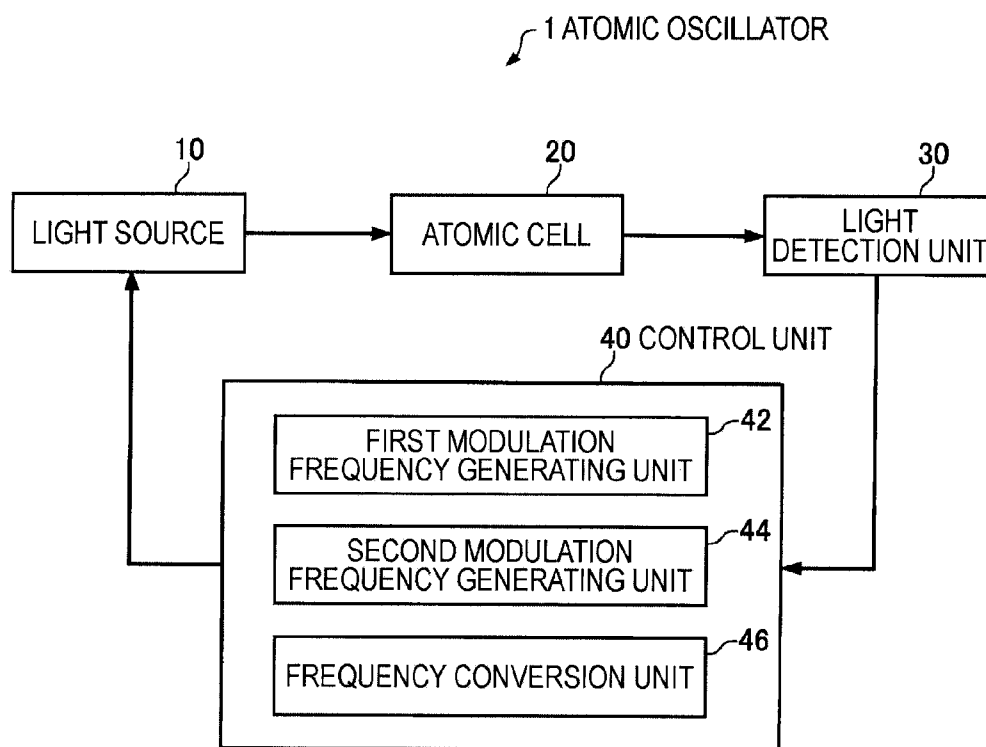 1 ATOMIC OSCILLATOR
10
20
30
LIGHT SOURCE
ATOMIC CELL
LIGHT
DETECTION UNIT
40 CONTROL UNIT
42
FIRST MODULATION
FREQUENCY GENERATING UNIT
44
SECOND MODULATION
FREQUENCY GENERATING UNIT
46
FREQUENCY CONVERSION UNIT